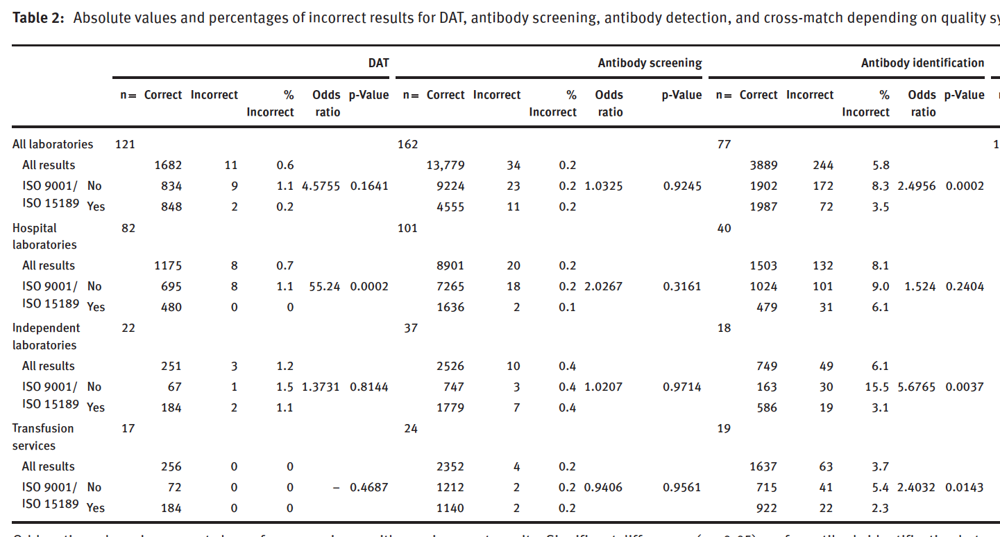 Table 2: Absolute values and percentages of incorrect results for DAT, antibody screening, antibody detection, and cross-match depending on quality
DAT Antibody screening Antibody identification
n= Correct Incorrect % Incorrect Odds ratio p-Value n= Correct Incorrect % Incorrect Odds ratio p-Value n= Correct Incorrect % Incorrect Odds ratio p-Value
All laboratories 121 162 77
All results 1682 11 0.6 13,779 34 0.2 3889 244 5.8
ISO 9001/ No 834 9 1.1 4.5755 0.1641 9224 23 0.2 1.0325 0.9245 1902 172 8.3 2.4956 0.0002
ISO 15189 Yes 848 2 0.2 4555 11 0.2 1987 72 3.5
Hospital laboratories 82 101 40
All results 1175 8 0.7 8901 20 0.2 1503 132 8.1
ISO 9001/ No 695 8 1.1 55.24 0.0002 7265 18 0.2 2.0267 0.3161 1024 101 9.0 1.524 0.2404
ISO 15189 Yes 480 0 0 1636 2 0.1 479 31 6.1
Independent laboratories 22 37 18
All results 251 3 1.2 2526 10 0.4 749 49 6.1
ISO 9001/ No 67 1 1.5 1.3731 0.8144 747 3 0.4 1.0207 0.9714 163 30 15.5 5.6765 0.0037
ISO 15189 Yes 184 2 1.1 1779 7 0.4 586 19 3.1
Transfusion services 17 24 19
All results 256 0 0 2352 4 0.2 1637 63 3.7
ISO 9001/ No 72 0 0 – 0.4687 1212 2 0.2 0.9406 0.9561 715 41 5.4 2.4032 0.0143
ISO 15189 Yes 184 0 0 1140 2 0.2 922 22 2.3